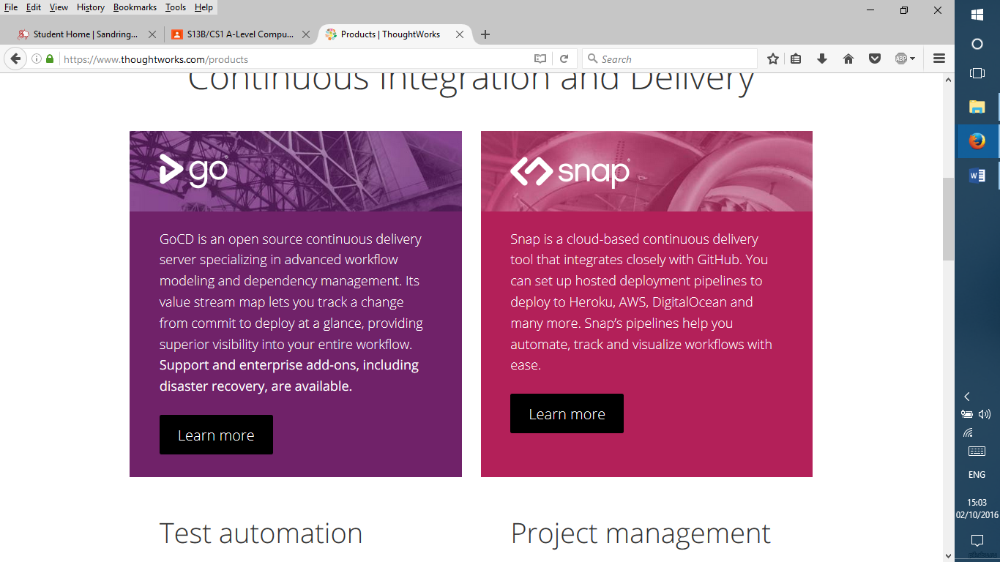 File Edit View History Bookmarks Tools Help
Student Home | Sandring...
S13B/CS1 A-Level Compu...
Products | ThoughtWorks
https://www.thoughtworks.com/products
Search
ABP
Continuous Integration and Delivery
go
GoCD is an open source continuous delivery
server specializing in advanced workflow
modeling and dependency management. Its
value stream map lets you track a change
from commit to deploy at a glance, providing
superior visibility into your entire workflow.
Support and enterprise add-ons, including
disaster recovery, are available.
Learn more
snap
Snap is a cloud-based continuous delivery
tool that integrates closely with GitHub. You
can set up hosted deployment pipelines to
deploy to Heroku, AWS, DigitalOcean and
many more. Snap’s pipelines help you
automate, track and visualize workflows with
ease.
Learn more
Test automation
Project management
ENG
15:03
02/10/2016